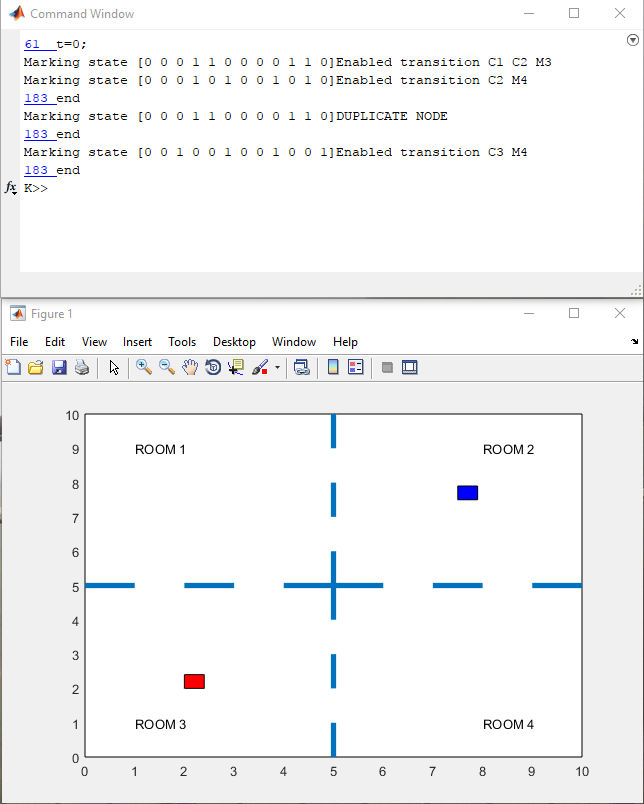 Command Window
61 t=0;
Marking state [0 0 0 1 1 0 0 0 0 1 1 0]Enabled transition C1 C2 M3
Marking state [0 0 0 1 0 1 0 0 1 0 1 0]Enabled transition C2 M4
183 end
Marking state [0 0 0 1 1 0 0 0 0 1 1 0]DUPLICATE NODE
183 end
Marking state [0 0 1 0 0 1 0 0 1 0 0 1]Enabled transition C3 M4
183 end
fx K>>
Figure 1
File Edit View Insert Tools Desktop Window Help
10
ROOM 1 ROOM 2
9
8
7
6
5
4
3
2
ROOM 3 ROOM 4
1
0
0 1 2 3 4 5 6 7 8 9 10